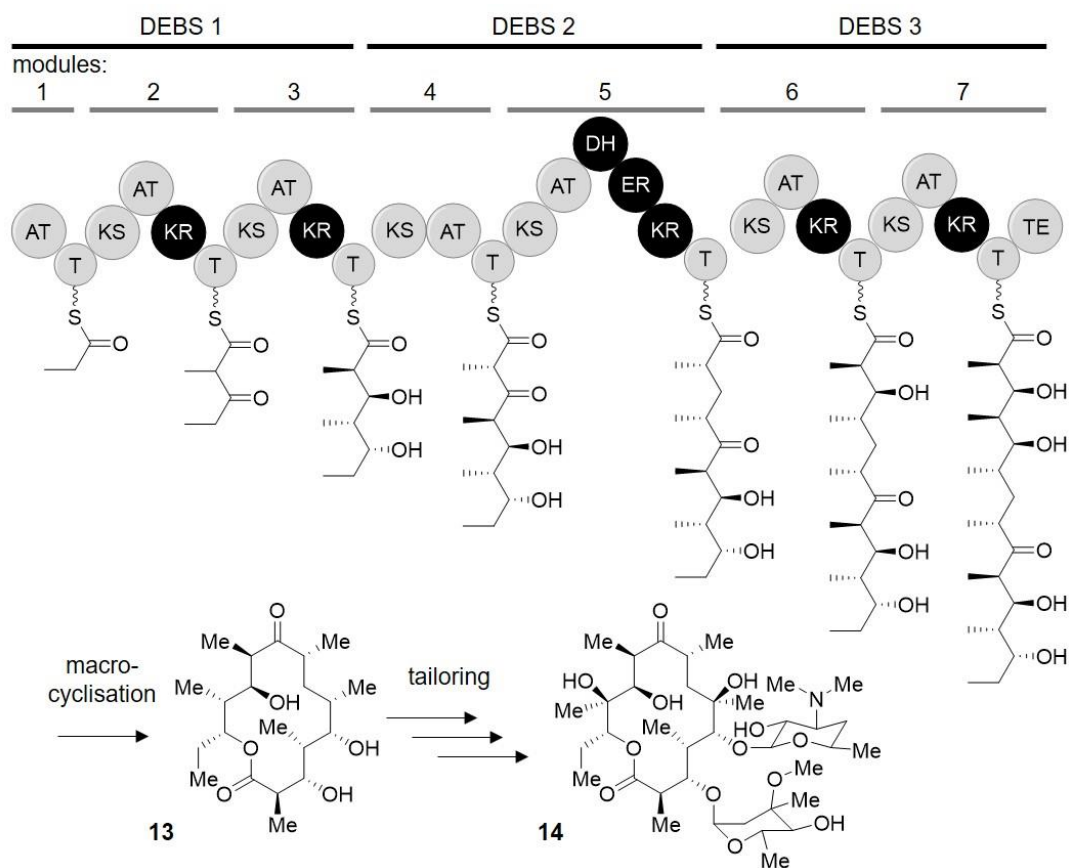 DEBS 1 DEBS 2 DEBS 3
modules:
1 2 3 4 5 6 7
DH
AT AT AT ER AT AT
AT KS KR KS KR KS AT KS KR KS KR KS KR TE
T T T T T T T
S S S S S S S
O
O
O
O
OH
OH
O
O
OH
OH
O
O
OH
OH
O
OH
O
OH
OH
O
OH
OH
O
OH
OH
macro-
cyclisation
O
Me Me
Me OH Me
Me
O OH
Me
O OH
Me
13
tailoring
O
Me Me
HO OH Me N Me
Me OH Me HO
Me O O Me
O
Me O Me
O O Me
Me OH
O
Me
14